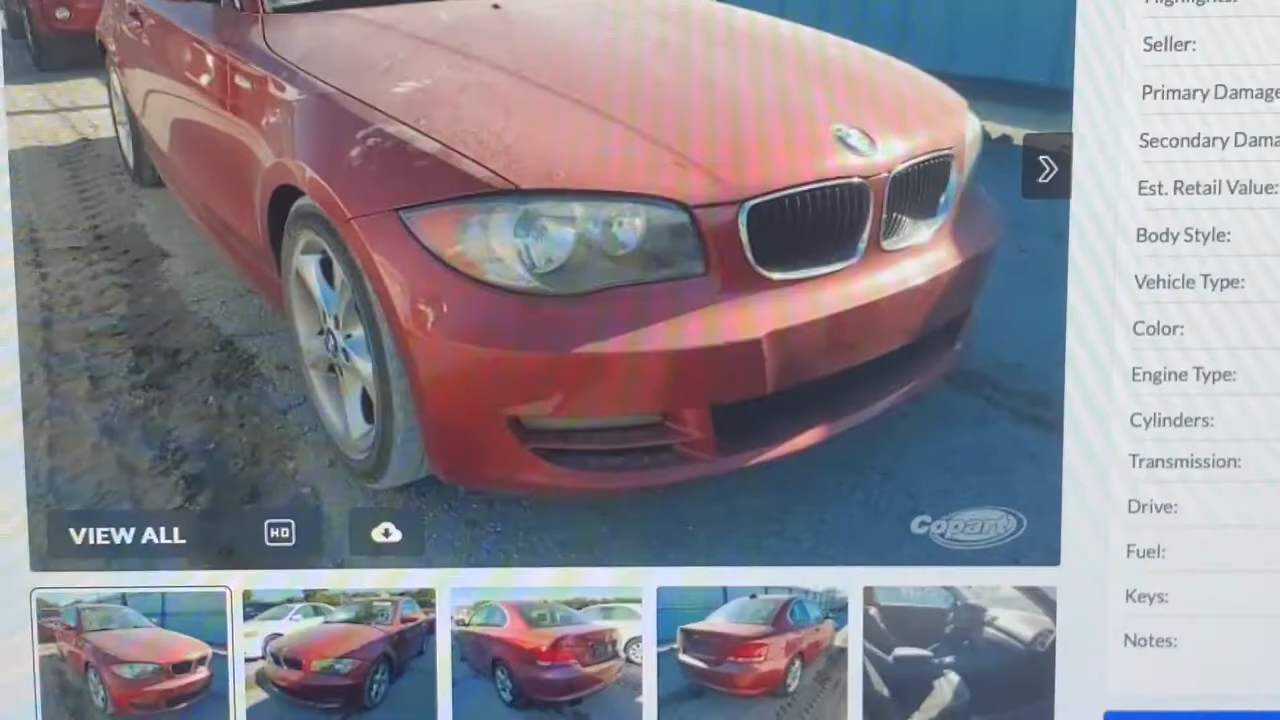 Seller:
Primary Damage
Secondary Dama
Est. Retail Value:
Body Style:
Vehicle Type:
Color:
Engine Type:
Cylinders:
Transmission:
Drive:
Fuel:
Keys:
Notes:
VIEW ALL
HD
Copart